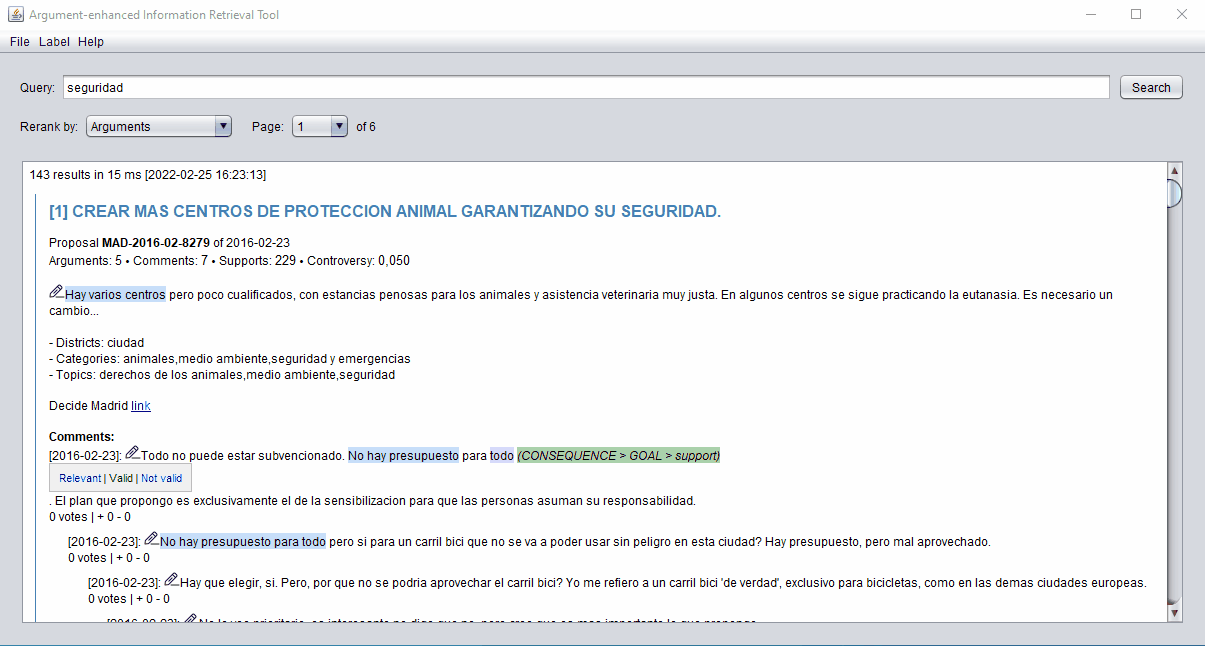 Argument-enhanced Information Retrieval Tool
File Label Help
Query: seguridad Search
Rerank by: Arguments Page: 1 of 6
143 results in 15 ms [2022-02-25 16:23:13]
[1] CREAR MAS CENTROS DE PROTECCION ANIMAL GARANTIZANDO SU SEGURIDAD.
Proposal MAD-2016-02-8279 of 2016-02-23
Arguments: 5 • Comments: 7 • Supports: 229 • Controversy: 0,050
Hay varios centros pero poco cualificados, con estancias penosas para los animales y asistencia veterinaria muy justa. En algunos centros se sigue practicando la eutanasia. Es necesario un
cambio...
- Districts: ciudad
- Categories: animales,medio ambiente,seguridad y emergencias
- Topics: derechos de los animales,medio ambiente,seguridad
Decide Madrid link
Comments:
[2016-02-23]: Todo no puede estar subvencionado. No hay presupuesto para todo (CONSEQUENCE > GOAL > support)
Relevant | Valid | Not valid
. El plan que propongo es exclusivamente el de la sensibilizacion para que las personas asuman su responsabilidad.
0 votes | + 0 - 0
[2016-02-23]: No hay presupuesto para todo pero si para un carril bici que no se va a poder usar sin peligro en esta ciudad? Hay presupuesto, pero mal aprovechado.
0 votes | + 0 - 0
[2016-02-23]: Hay que elegir, si. Pero, por que no se podria aprovechar el carril bici? Yo me refiero a un carril bici 'de verdad', exclusivo para bicicletas, como en las demas ciudades europeas.
0 votes | + 0 - 0